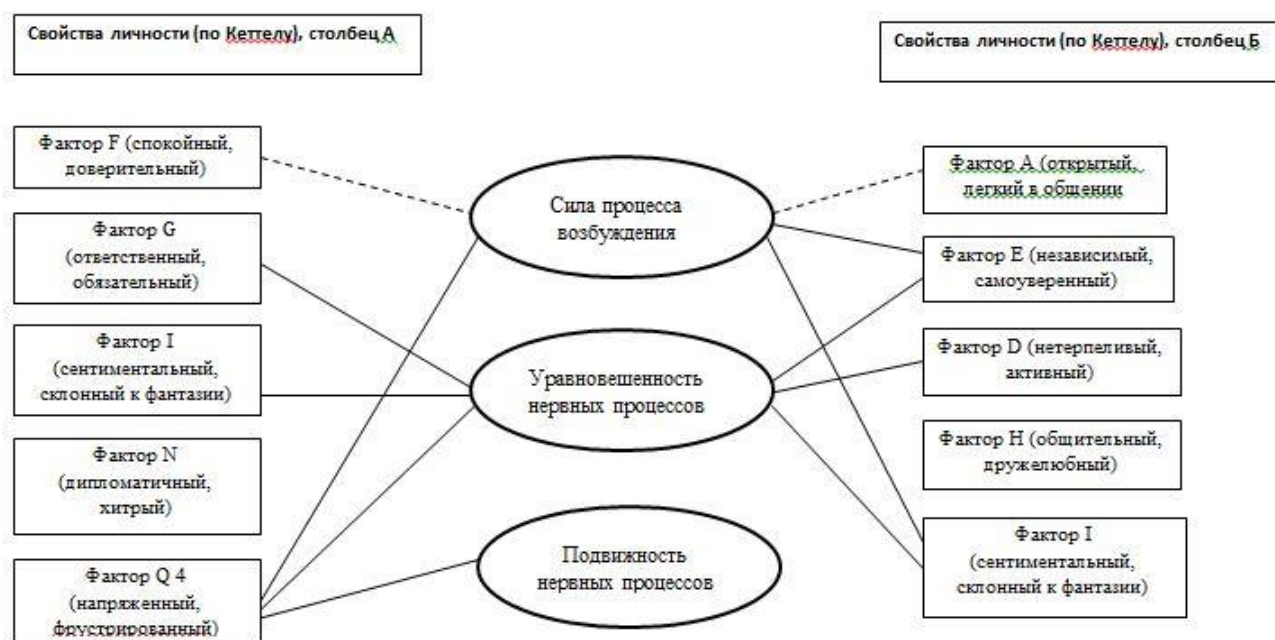 Свойства личности (по Кеттелу), столбец А
Свойства личности (по Кеттелу), столбец Б
Фактор F (спокойный,
доверительный)
Фактор G
(ответственный,
обязательный)
Фактор I
(сентиментальный,
склонный к фантазии)
Фактор N
(дипломатичный,
хитрый)
Фактор Q 4
(напряженный,
фрустрированный)
Сила процесса
возбуждения
Уравновешенность
нервных процессов
Подвижность
нервных процессов
Фактор А (открытый,
легкий в общении
Фактор Е (независимый,
самоуверенный)
Фактор D (нетерпеливый,
активный)
Фактор Н (общительный,
дружелюбный)
Фактор I
(сентиментальный,
склонный к фантазии)